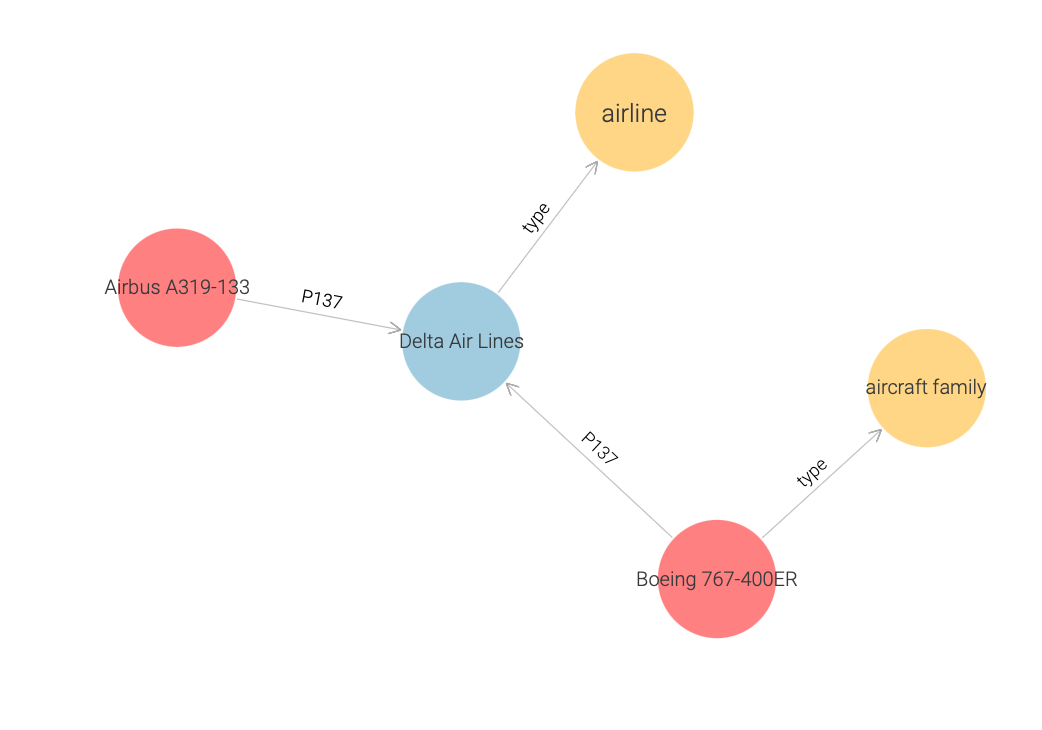 airline
type
Airbus A319-133
P137
Delta Air Lines
aircraft family
P137
type
Boeing 767-400ER